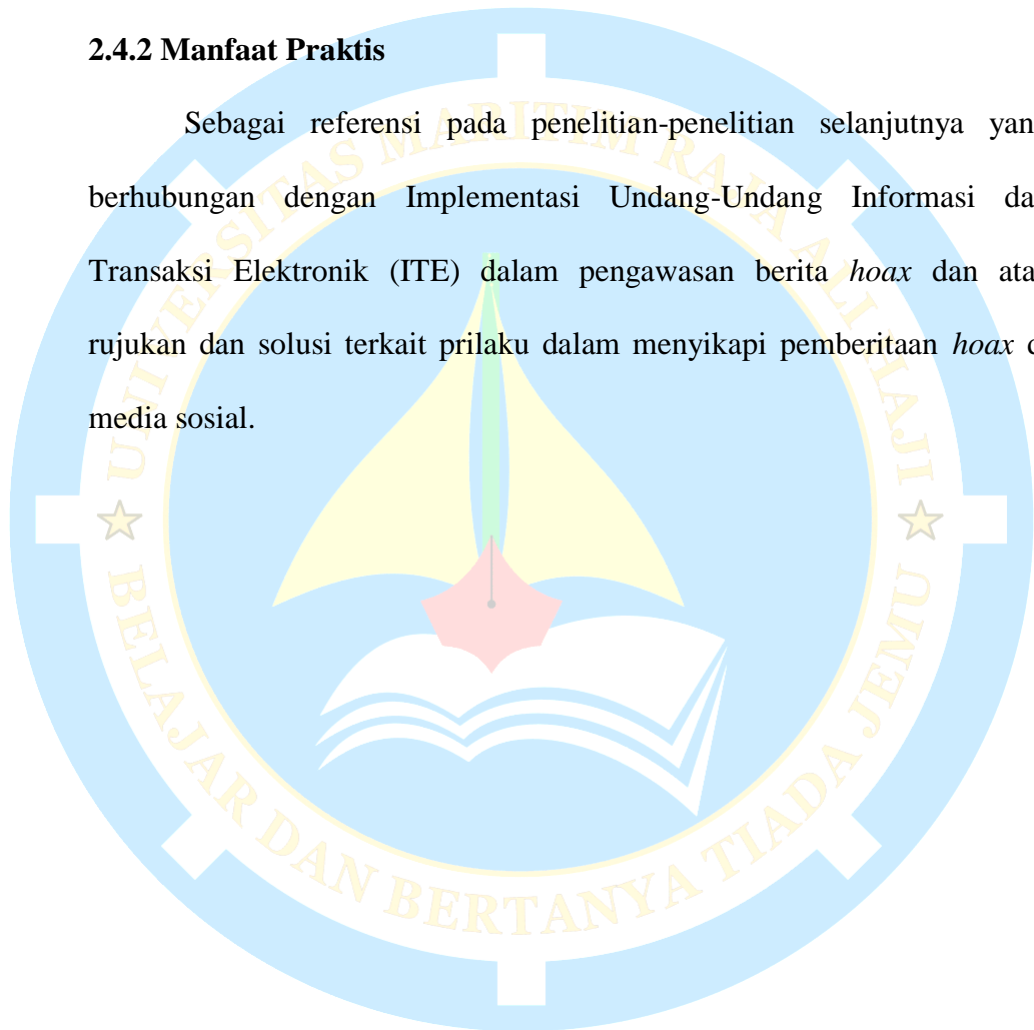 2.4.2 Manfaat Praktis
Sebagai referensi pada penelitian-penelitian selanjutnya yan
berhubungan dengan Implementasi Undang-Undang Informasi da
Transaksi Elektronik (ITE) dalam pengawasan berita hoax dan ata
rujukan dan solusi terkait prilaku dalam menyikapi pemberitaan hoax d
media sosial.
UNIVERSITAS MARITIM RAJA ALI HAJI
BELAJAR DAN BERTANYA TIADA JEMU